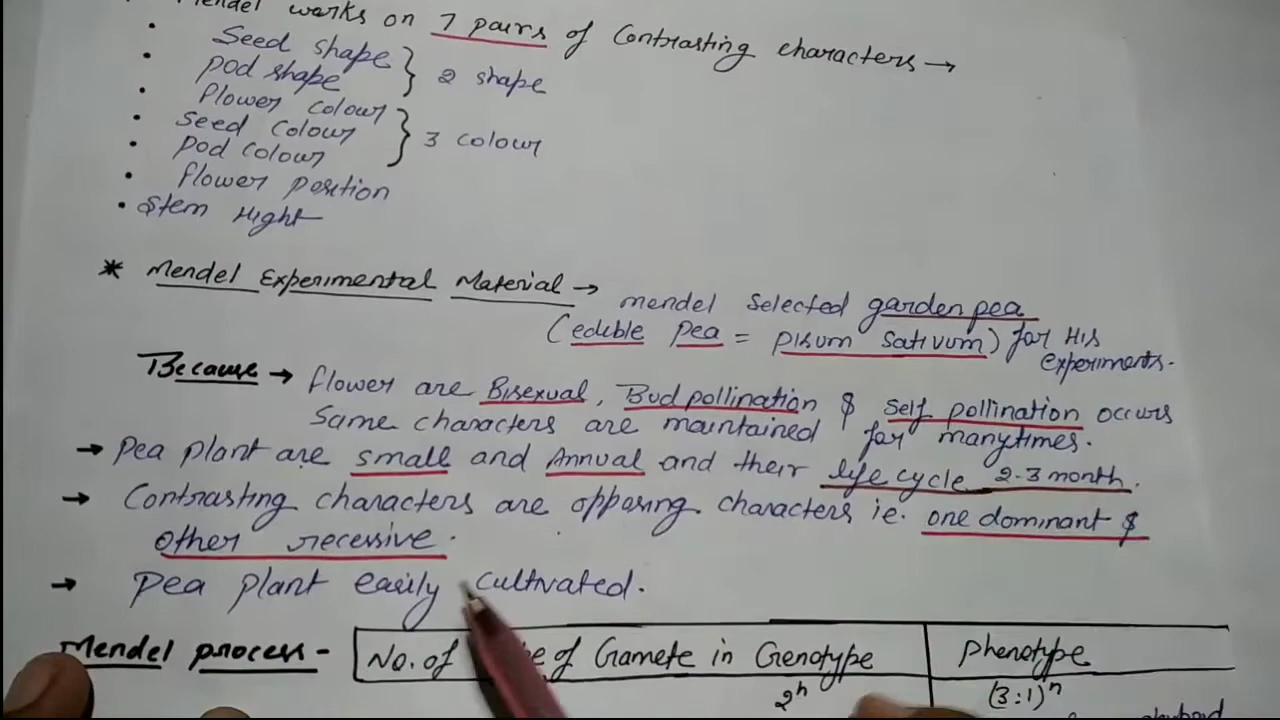 Mendel works on 7 pairs of Contrasting characters →
• Seed shape
• pod shape } 2 shape
• flower colour
• seed colour } 3 colour
• pod colour
• flower position
• Stem Hight
* Mendel Experimental Material → mendel selected garden pea
(edible pea = pisum sativum) for His
experiments.
Because → flower are Bisexual, Bud pollination & self pollination occurs
Same characters are maintained for manytimes.
→ Pea plant are small and Annual and their life cycle 2-3 month.
→ Contrasting characters are opposing characters ie. one dominant &
other recessive.
→ pea plant easily cultivated.
Mendel process - No. of of Gamete in Genotype phenotype
2ⁿ (3:1)ⁿ